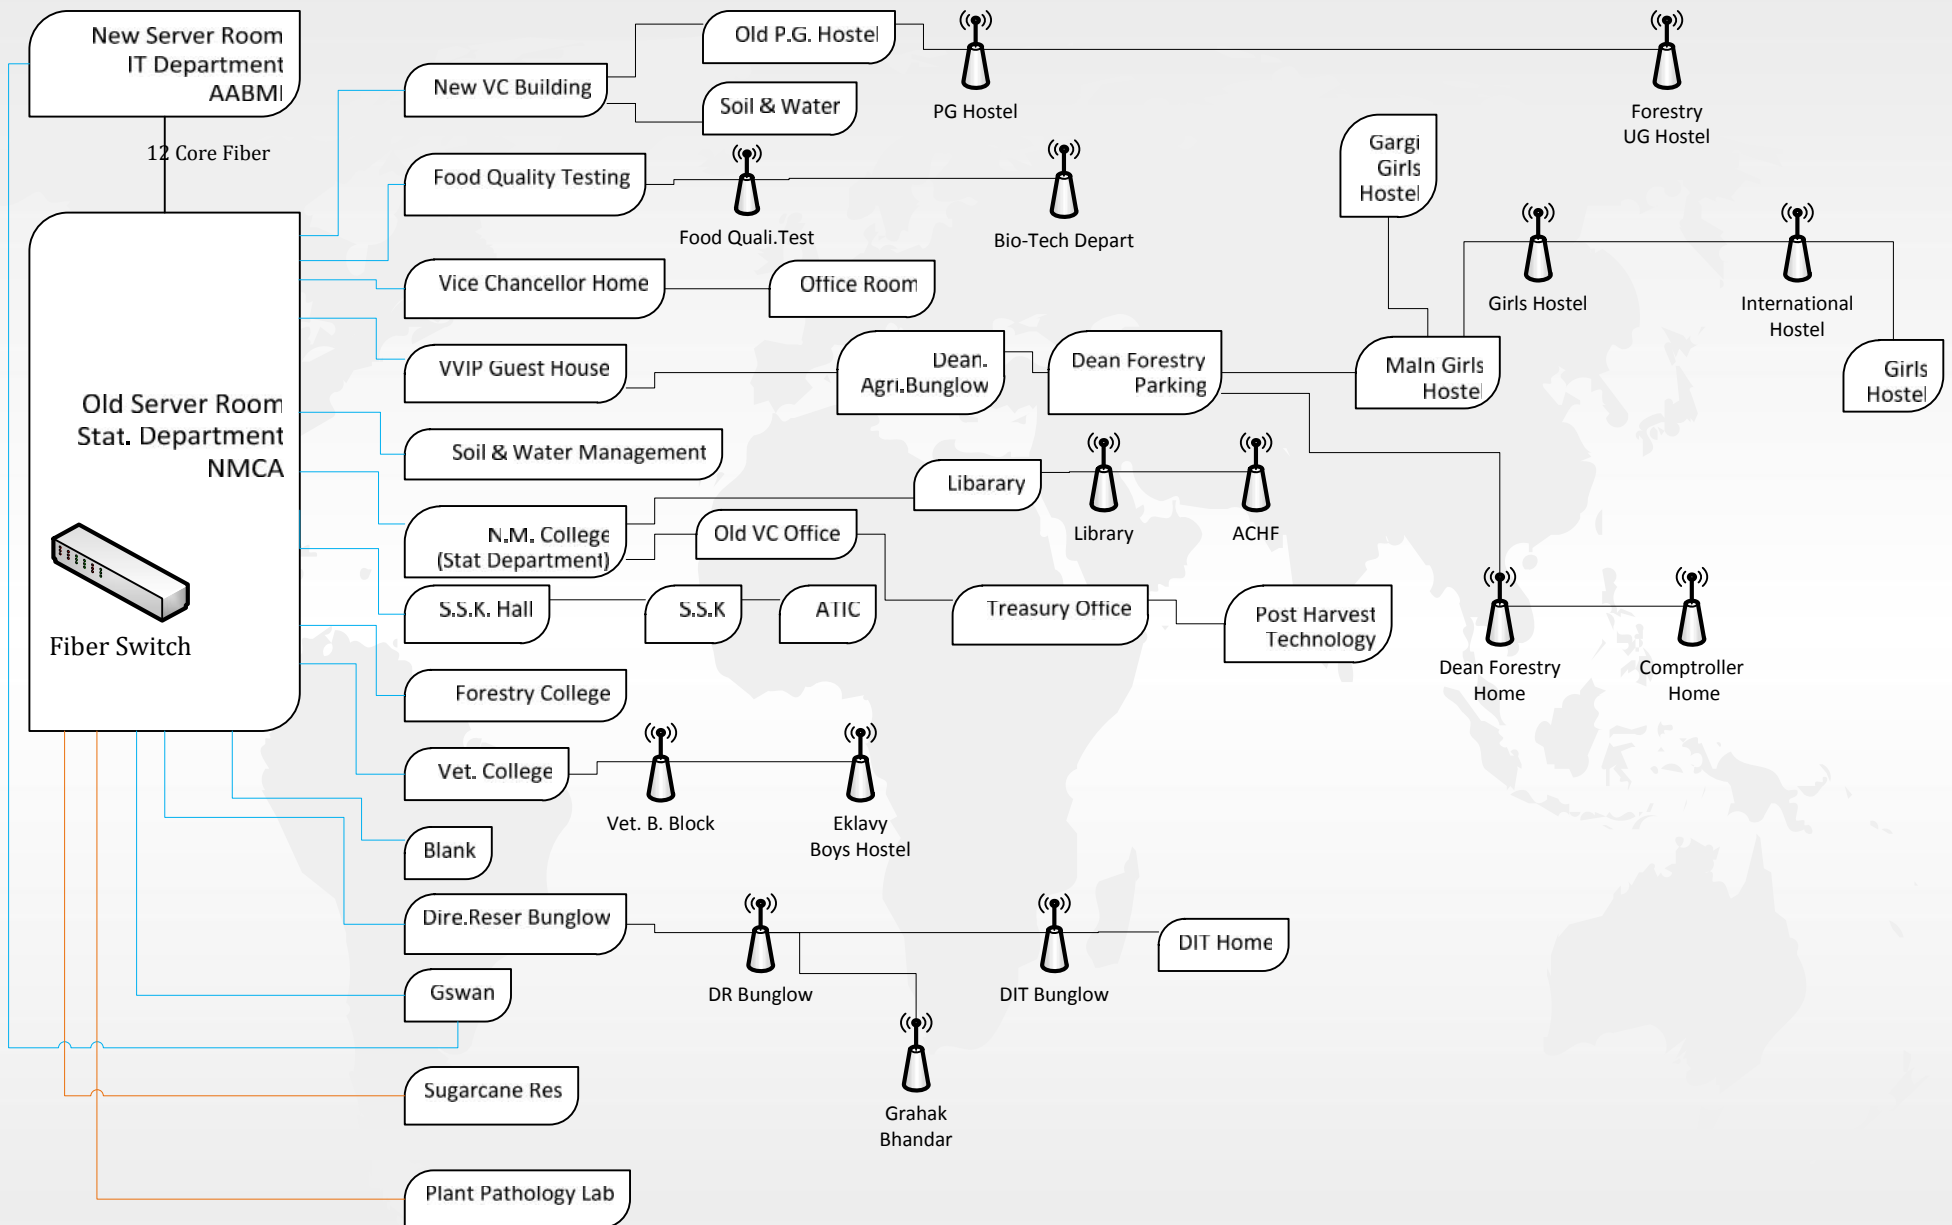 New Server Room
IT Department
AABMI
12 Core Fiber
Old Server Room
Stat. Department
NMCA
Fiber Switch
New VC Building
Old P.G. Hostel
Soil & Water
PG Hostel
Forestry
UG Hostel
Food Quality Testing
Food Quali.Test
Bio-Tech Depart
Gargi
Girls
Hostel
Vice Chancellor Home
Office Room
Girls Hostel
International
Hostel
VVIP Guest House
Dean.
Agri.Bunglow
Dean Forestry
Parking
MaIn Girls
Hostel
Girls
Hostel
Soil & Water Management
N.M. College
(Stat Department)
Libarary
Library
ACHF
Old VC Office
Treasury Office
Post Harvest
Technology
S.S.K. Hall
S.S.K
ATIC
Dean Forestry
Home
Comptroller
Home
Forestry College
Vet. College
Vet. B. Block
Eklavy
Boys Hostel
Blank
Dire.Reser Bunglow
DR Bunglow
DIT Bunglow
DIT Home
Grahak
Bhandar
Gswan
Sugarcane Res
Plant Pathology Lab